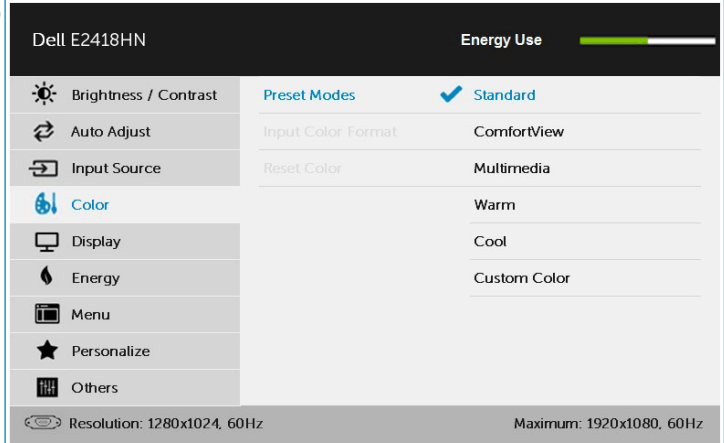 Dell E2418HN Energy Use
Brightness / Contrast Preset Modes Standard
Auto Adjust Input Color Format ComfortView
Input Source Reset Color Multimedia
Color Warm
Display Cool
Energy Custom Color
Menu
Personalize
Others
Resolution: 1280x1024, 60Hz Maximum: 1920x1080, 60Hz